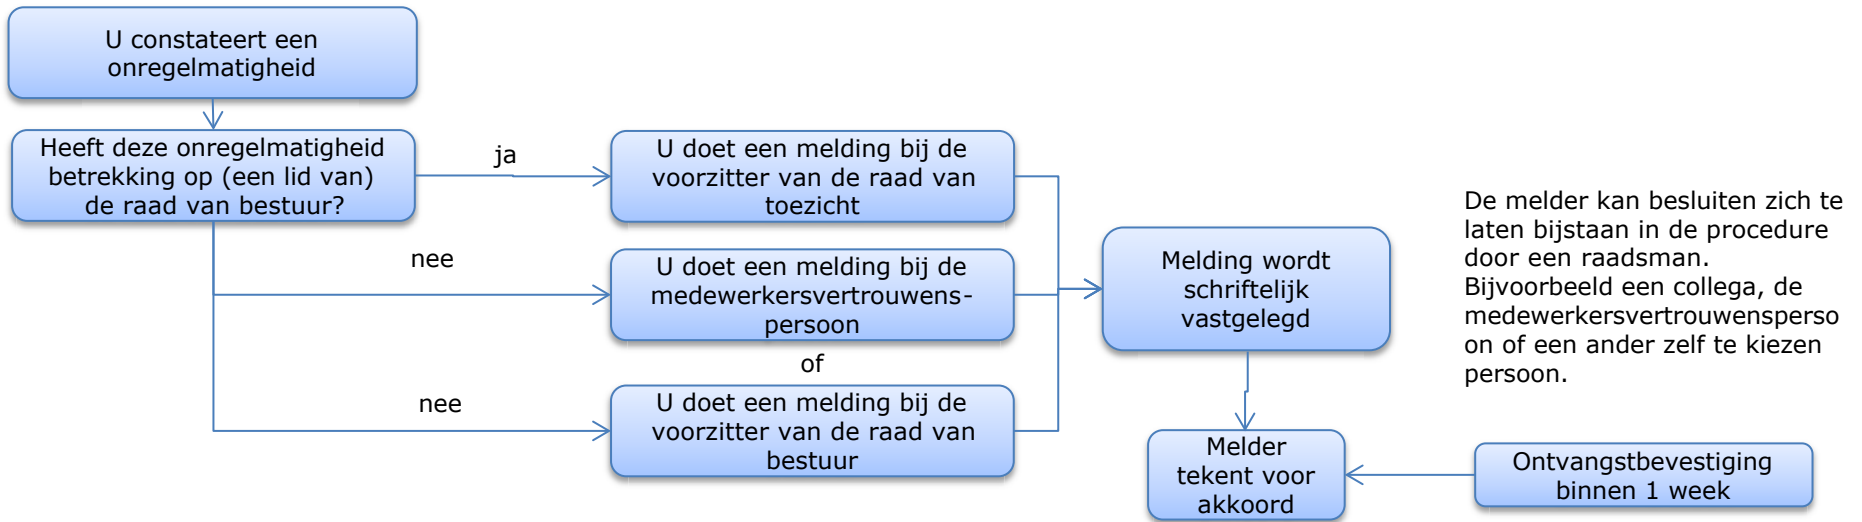 U constateert een
onregelmatigheid
Heeft deze onregelmatigheid
betrekking op (een lid van)
de raad van bestuur?
ja
U doet een melding bij de
voorzitter van de raad van
toezicht
nee
U doet een melding bij de
medewerkersvertrouwens-
persoon
of
nee
U doet een melding bij de
voorzitter van de raad van
bestuur
Melding wordt
schriftelijk
vastgelegd
De melder kan besluiten zich te
laten bijstaan in de procedure
door een raadsman.
Bijvoorbeeld een collega, de
medewerkersvertrouwensperso
on of een ander zelf te kiezen
persoon.
Melder
tekent voor
akkoord
Ontvangstbevestiging
binnen 1 week